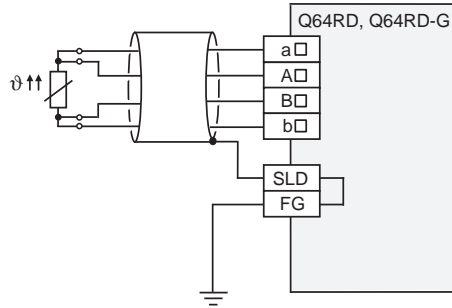 Q64RD, Q64RD-G
a□
A□
B□
b□
ϑ
SLD
FG